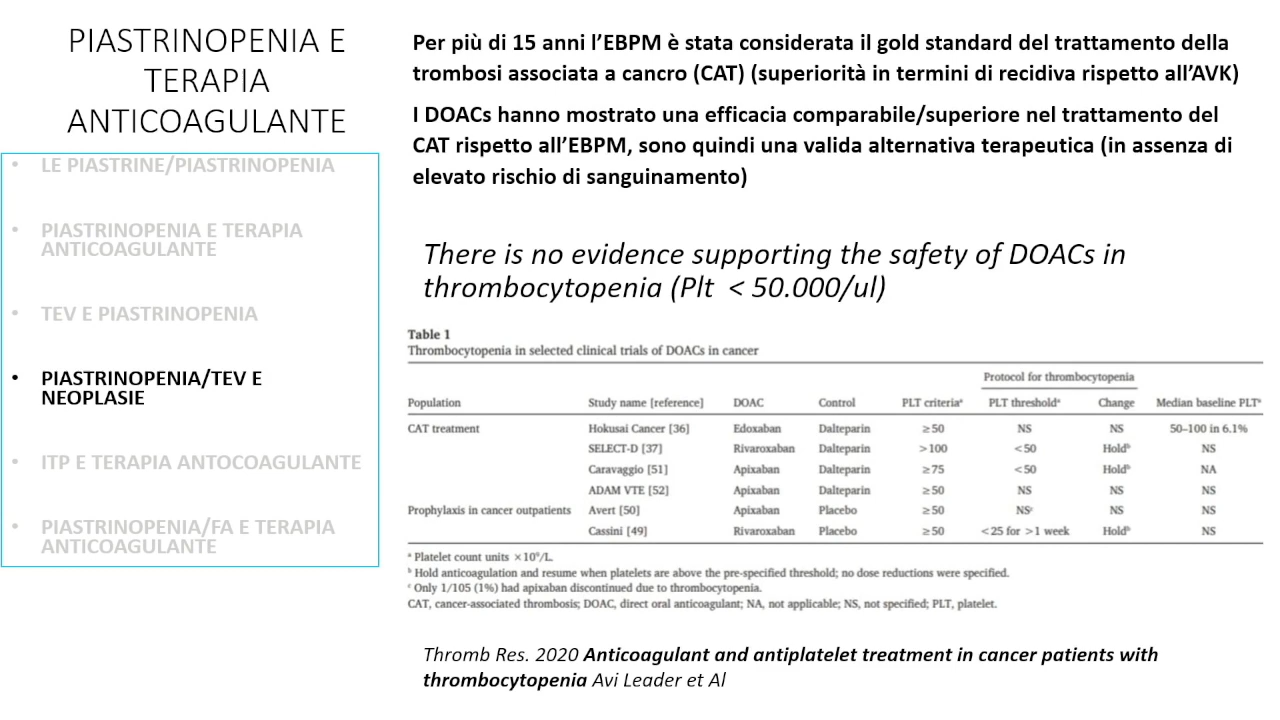 PIASTRINOPENIA E
TERAPIA
ANTICOAGULANTE
• LE PIASTRINE/PIASTRINOPENIA
• PIASTRINOPENIA E TERAPIA
ANTICOAGULANTE
• TEV E PIASTRINOPENIA
• PIASTRINOPENIA/TEV E
NEOPLASIE
• ITP E TERAPIA ANTOCOAGULANTE
• PIASTRINOPENIA/FA E TERAPIA
ANTICOAGULANTE
Per più di 15 anni l’EBPM è stata considerata il gold standard del trattamento della
trombosi associata a cancro (CAT) (superiorità in termini di recidiva rispetto all’AVK)
I DOACs hanno mostrato una efficacia comparabile/superiore nel trattamento del
CAT rispetto all’EBPM, sono quindi una valida alternativa terapeutica (in assenza di
elevato rischio di sanguinamento)
There is no evidence supporting the safety of DOACs in
thrombocytopenia (Plt < 50.000/ul)
Table 1
Thrombocytopenia in selected clinical trials of DOACs in cancer
Protocol for thrombocytopenia
Population Study name [reference] DOAC Control PLT criteriaᵃ PLT thresholdᵃ Change Median baseline PLTᵃ
CAT treatment Hokusai Cancer [36] Edoxaban Dalteparin ≥50 NS NS 50–100 in 6.1%
SELECT-D [37] Rivaroxaban Dalteparin >100 <50 Holdᵇ NS
Caravaggio [51] Apixaban Dalteparin ≥75 <50 Holdᵇ NA
ADAM VTE [52] Apixaban Dalteparin ≥50 NS NS NS
Prophylaxis in cancer outpatients Avert [50] Apixaban Placebo ≥50 NSᶜ NS NS
Cassini [49] Rivaroxaban Placebo ≥50 <25 for >1 week Holdᵇ NS
ᵃ Platelet count units ×10⁹/L.
ᵇ Hold anticoagulation and resume when platelets are above the pre-specified threshold; no dose reductions were specified.
ᶜ Only 1/105 (1%) had apixaban discontinued due to thrombocytopenia.
CAT, cancer-associated thrombosis; DOAC, direct oral anticoagulant; NA, not applicable; NS, not specified; PLT, platelet.
Thromb Res. 2020 Anticoagulant and antiplatelet treatment in cancer patients with
thrombocytopenia Avi Leader et Al